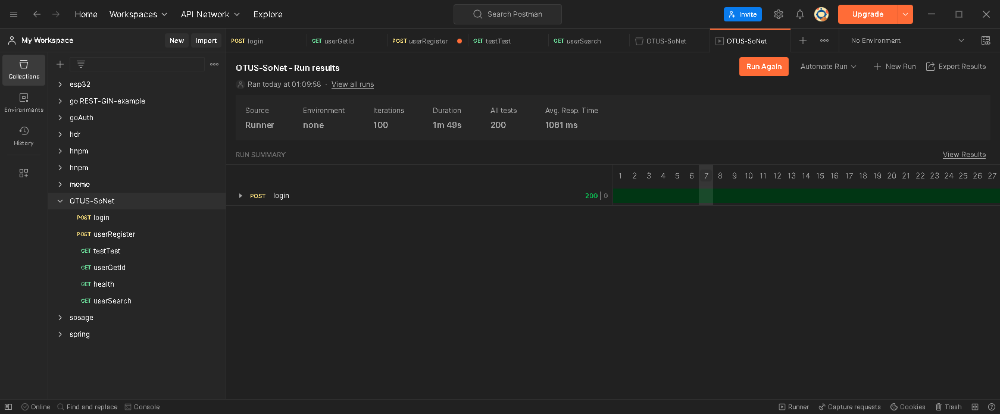 Home Workspaces API Network Explore Search Postman Invite Upgrade
My Workspace New Import POST login GET userGetId POST userRegister GET testTest GET userSearch OTUS-SoNet OTUS-SoNet No Environment
Collections
Environments
History
esp32
go REST-GiN-example
goAuth
hdr
hnpm
hnpm
momo
OTUS-SoNet
POST login
POST userRegister
GET testTest
GET userGetId
GET health
GET userSearch
sosage
spring
OTUS-SoNet - Run results Run Again Automate Run New Run Export Results
Ran today at 01:09:58 · View all runs
Source Environment Iterations Duration All tests Avg. Resp. Time
Runner none 100 1m 49s 200 1061 ms
RUN SUMMARY View Results
1 2 3 4 5 6 7 8 9 10 11 12 13 14 15 16 17 18 19 20 21 22 23 24 25 26 27
POST login 200 | 0
Online Find and replace Console Runner Capture requests Cookies Trash